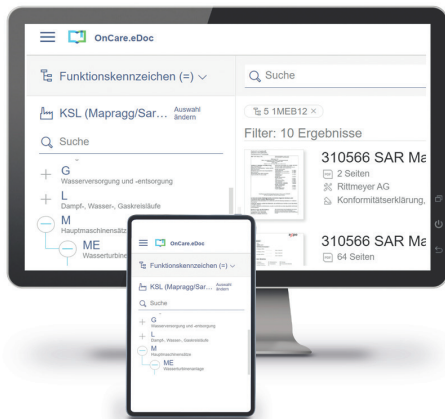 OnCare.eDoc
Funktionskennzeichen (=)
KSL (Mapragg/Sar... Auswahl ändern
Suche
G
Wasserversorgung und -entsorgung
L
Dampf-, Wasser-, Gaskreisläufe
M
Hauptmaschinensätz
ME
Wasserturbine
Suche
5 1MEB12 ×
Filter: 10 Ergebnisse
310566 SAR Ma
2 Seiten
Rittmeyer AG
Konformitätserklärung,
310566 SAR Ma
64 Seiten
OnCare.eDoc
Funktionskennzeichen (=)
KSL (Mapragg/Sar... Auswahl ändern
Suche
G
Wasserversorgung und -entsorgung
L
Dampf-, Wasser-, Gaskreisläufe
M
Hauptmaschinensätze
ME
Wasserturbinenanlage